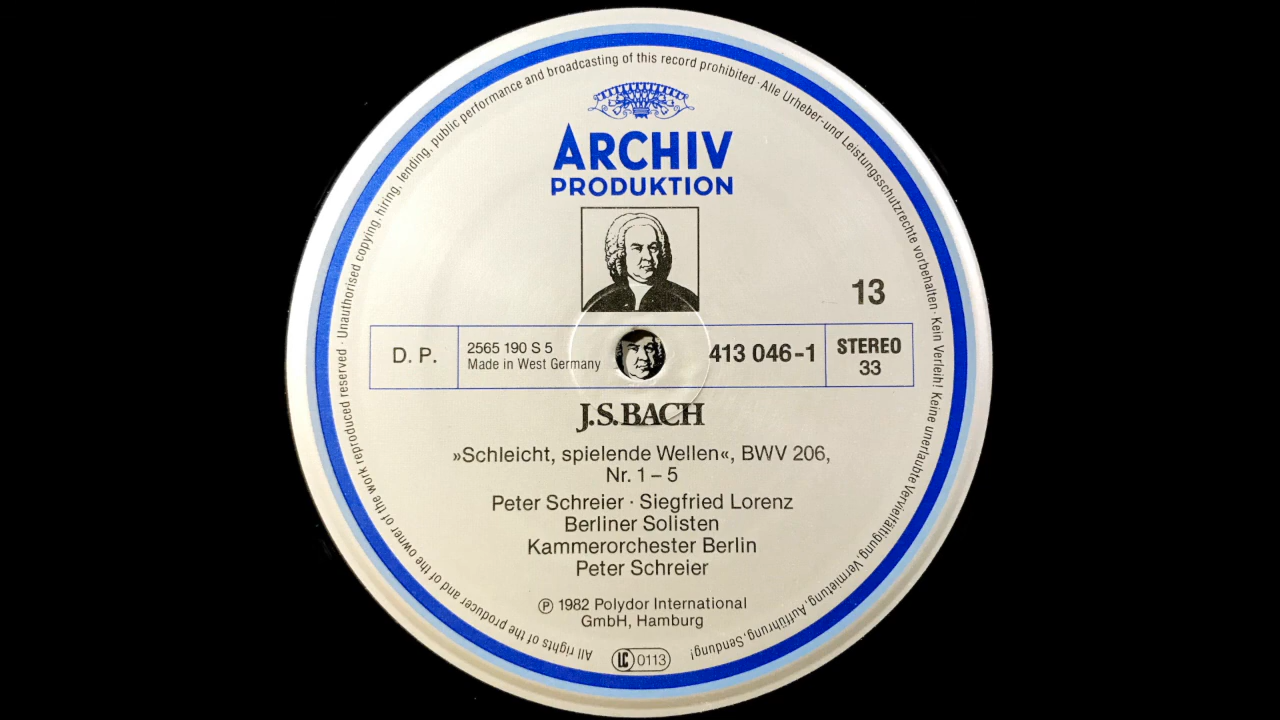 All rights of the producer and of the owner of the work reproduced reserved · Unauthorised copying, hiring, lending, public performance and broadcasting of this record prohibited · Alle Urheber- und Leistungsschutzrechte vorbehalten · Kein Verleih! Keine unerlaubte Vervielfältigung, Vermietung, Aufführung, Sendung!
ARCHIV
PRODUKTION
13
D. P.
2565 190 S 5
Made in West Germany
413 046-1
STEREO
33
J.S.BACH
»Schleicht, spielende Wellen«, BWV 206,
Nr. 1 – 5
Peter Schreier · Siegfried Lorenz
Berliner Solisten
Kammerorchester Berlin
Peter Schreier
℗ 1982 Polydor International
GmbH, Hamburg
LC 0113